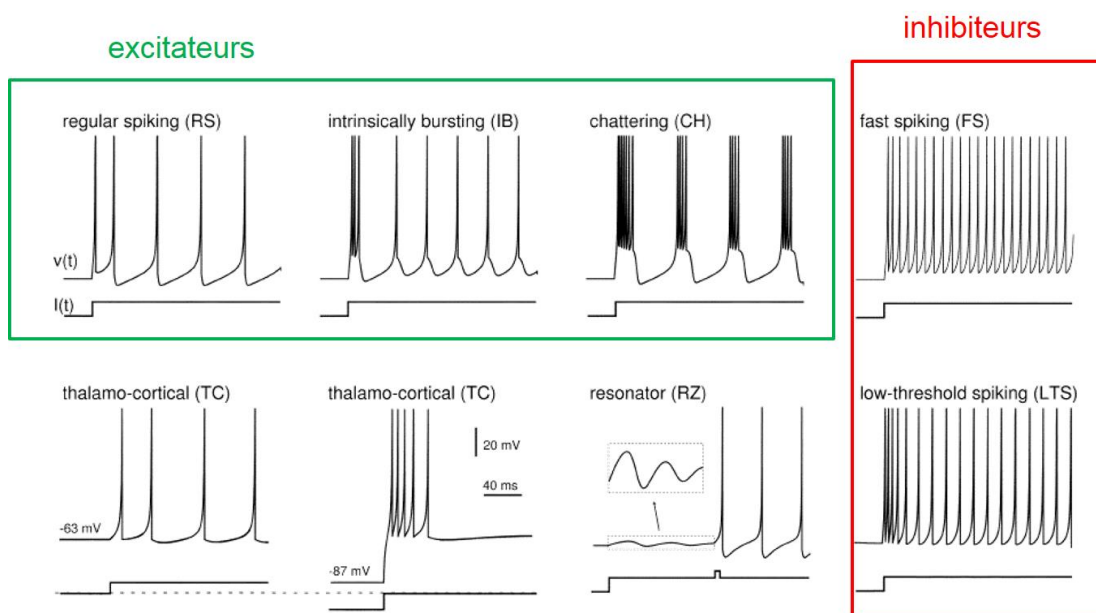 excitateurs
inhibiteurs
regular spiking (RS)
intrinsically bursting (IB)
chattering (CH)
fast spiking (FS)
v(t)
I(t)
thalamo-cortical (TC)
thalamo-cortical (TC)
resonator (RZ)
low-threshold spiking (LTS)
20 mV
40 ms
-63 mV
-87 mV